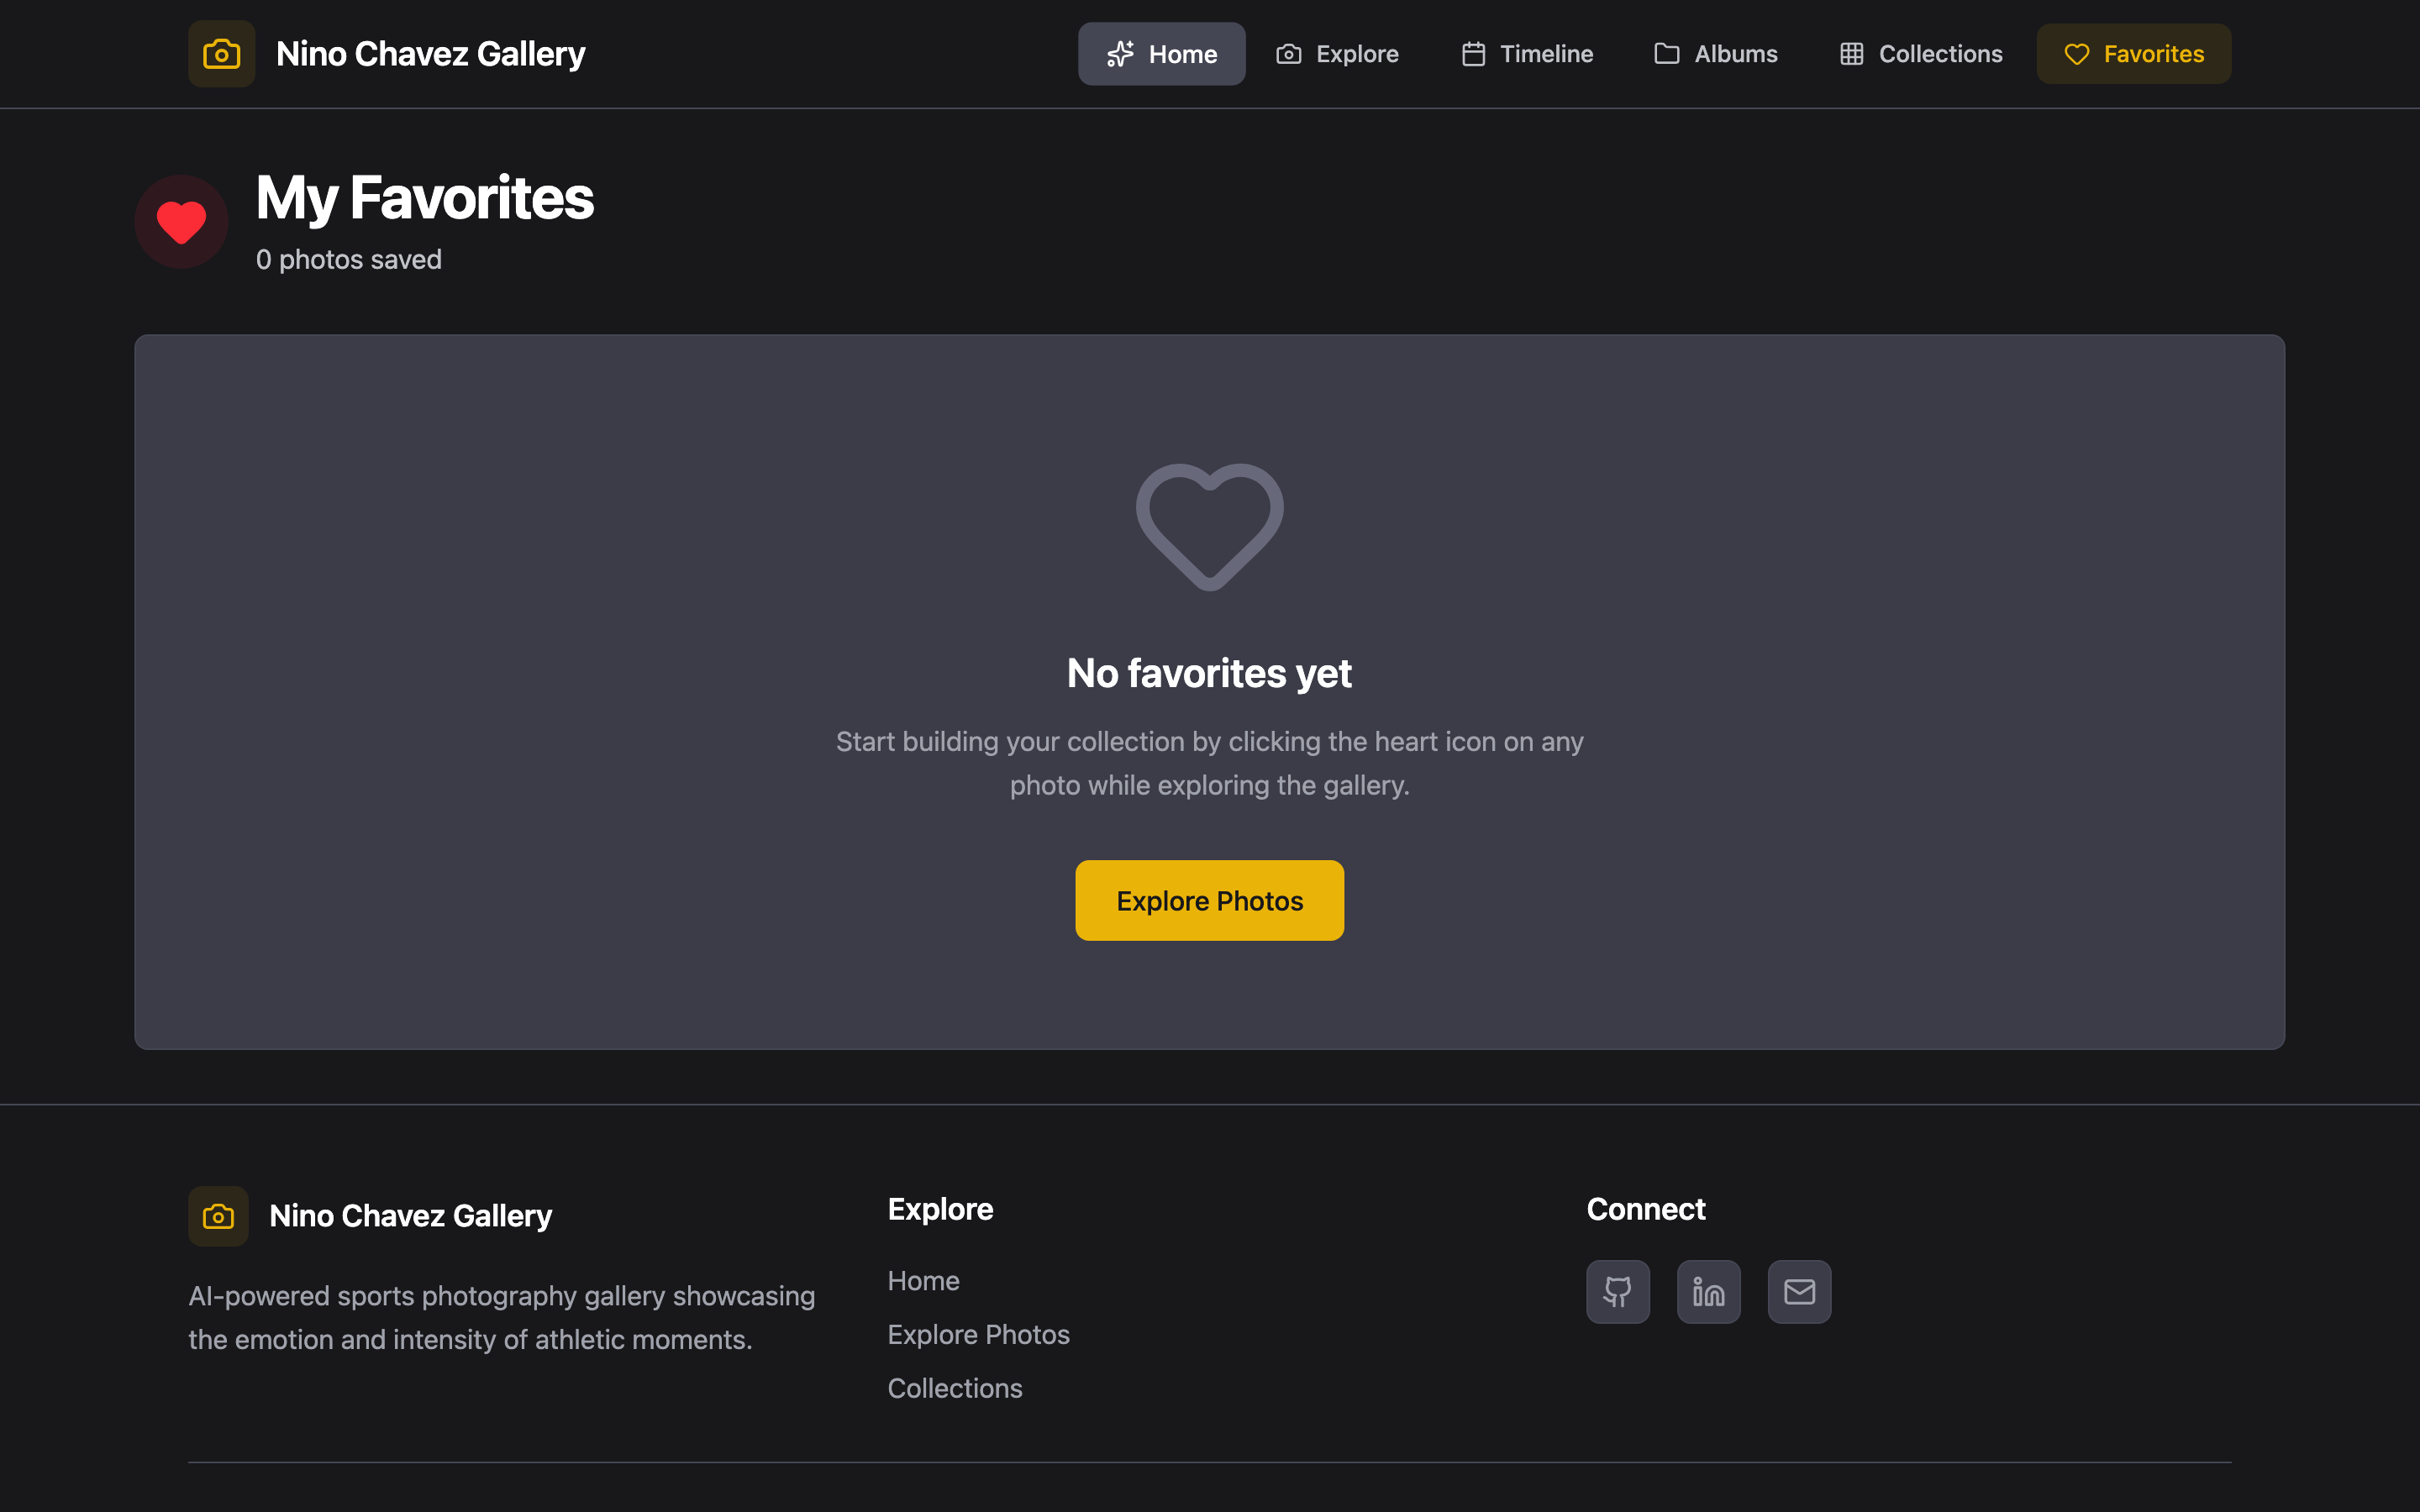 Nino Chavez Gallery
Home
Explore
Timeline
Albums
Collections
Favorites
My Favorites
0 photos saved
No favorites yet
Start building your collection by clicking the heart icon on any
photo while exploring the gallery.
Explore Photos
Nino Chavez Gallery
AI-powered sports photography gallery showcasing
the emotion and intensity of athletic moments.
Explore
Home
Explore Photos
Collections
Connect